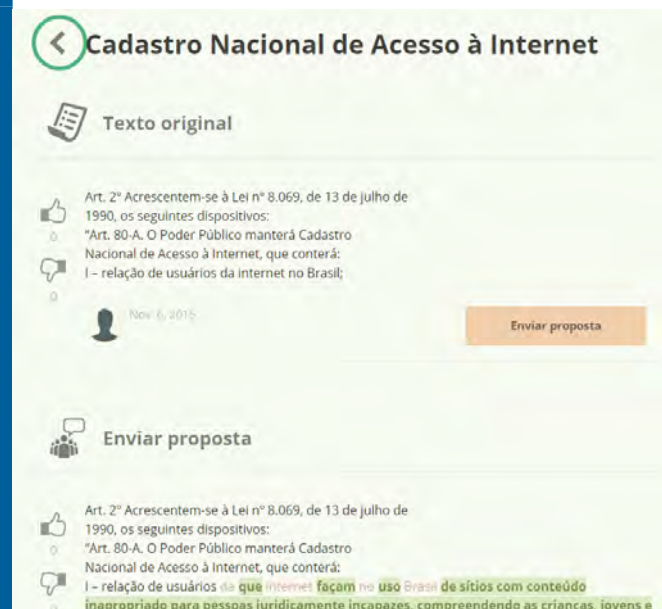 Cadastro Nacional de Acesso à Internet
Texto original
Art. 2º Acrescentem-se à Lei nº 8.069, de 13 de julho de
1990, os seguintes dispositivos:
"Art. 80-A. O Poder Público manterá Cadastro
Nacional de Acesso à Internet, que conterá:
I – relação de usuários da internet no Brasil;
0
0
Nov. 6, 2015
Enviar proposta
Enviar proposta
Art. 2º Acrescentem-se à Lei nº 8.069, de 13 de julho de
1990, os seguintes dispositivos:
"Art. 80-A. O Poder Público manterá Cadastro
Nacional de Acesso à Internet, que conterá:
I – relação de usuários da que internet façam no uso Brasil de sítios com conteúdo
inapropriado para pessoas juridicamente incapazes, compreendendo as crianças, jovens e
0
0